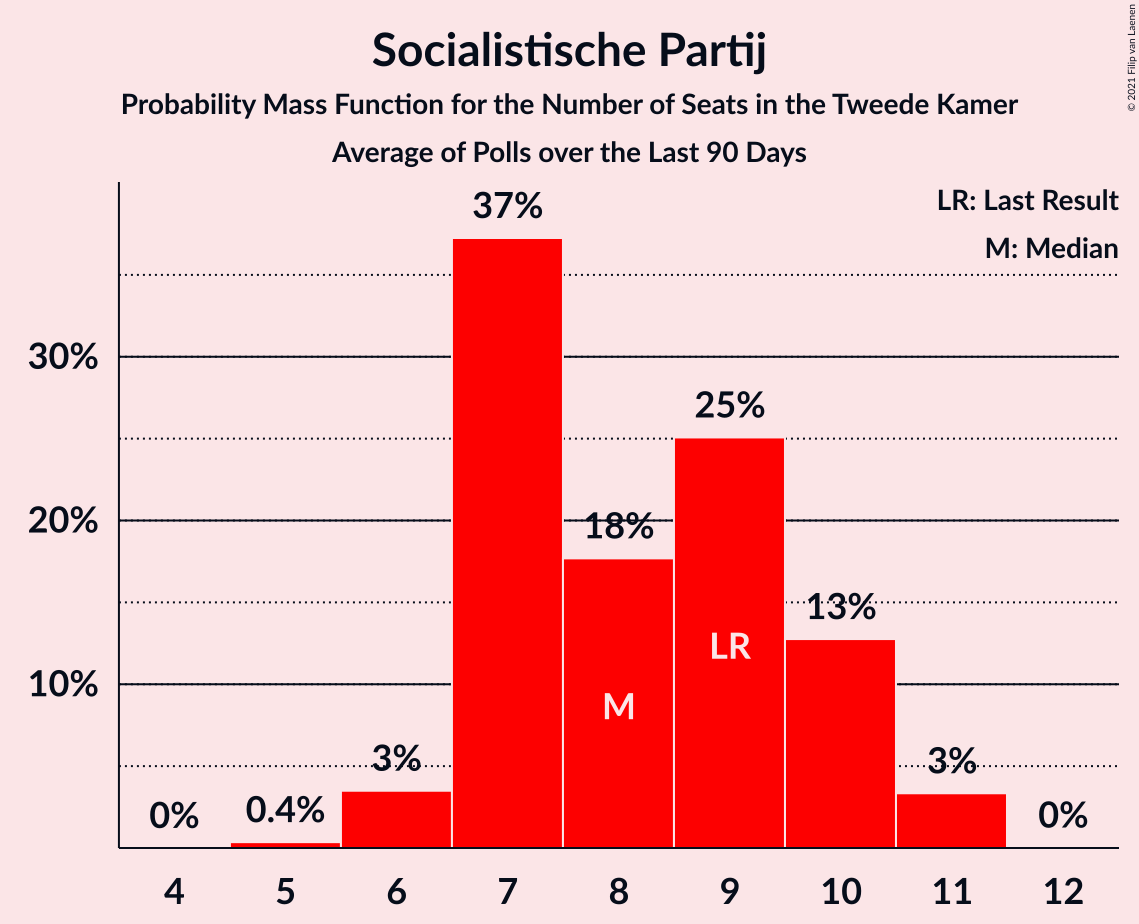 Socialistische Partij
Probability Mass Function for the Number of Seats in the Tweede Kamer
Average of Polls over the Last 90 Days
© 2021 Filip van Laenen
LR: Last Result
M: Median
37%
30%
25%
20%
18%
13%
LR
10%
M
3%
3%
0%
0.4%
0%
4 5 6 7 8 9 10 11 12